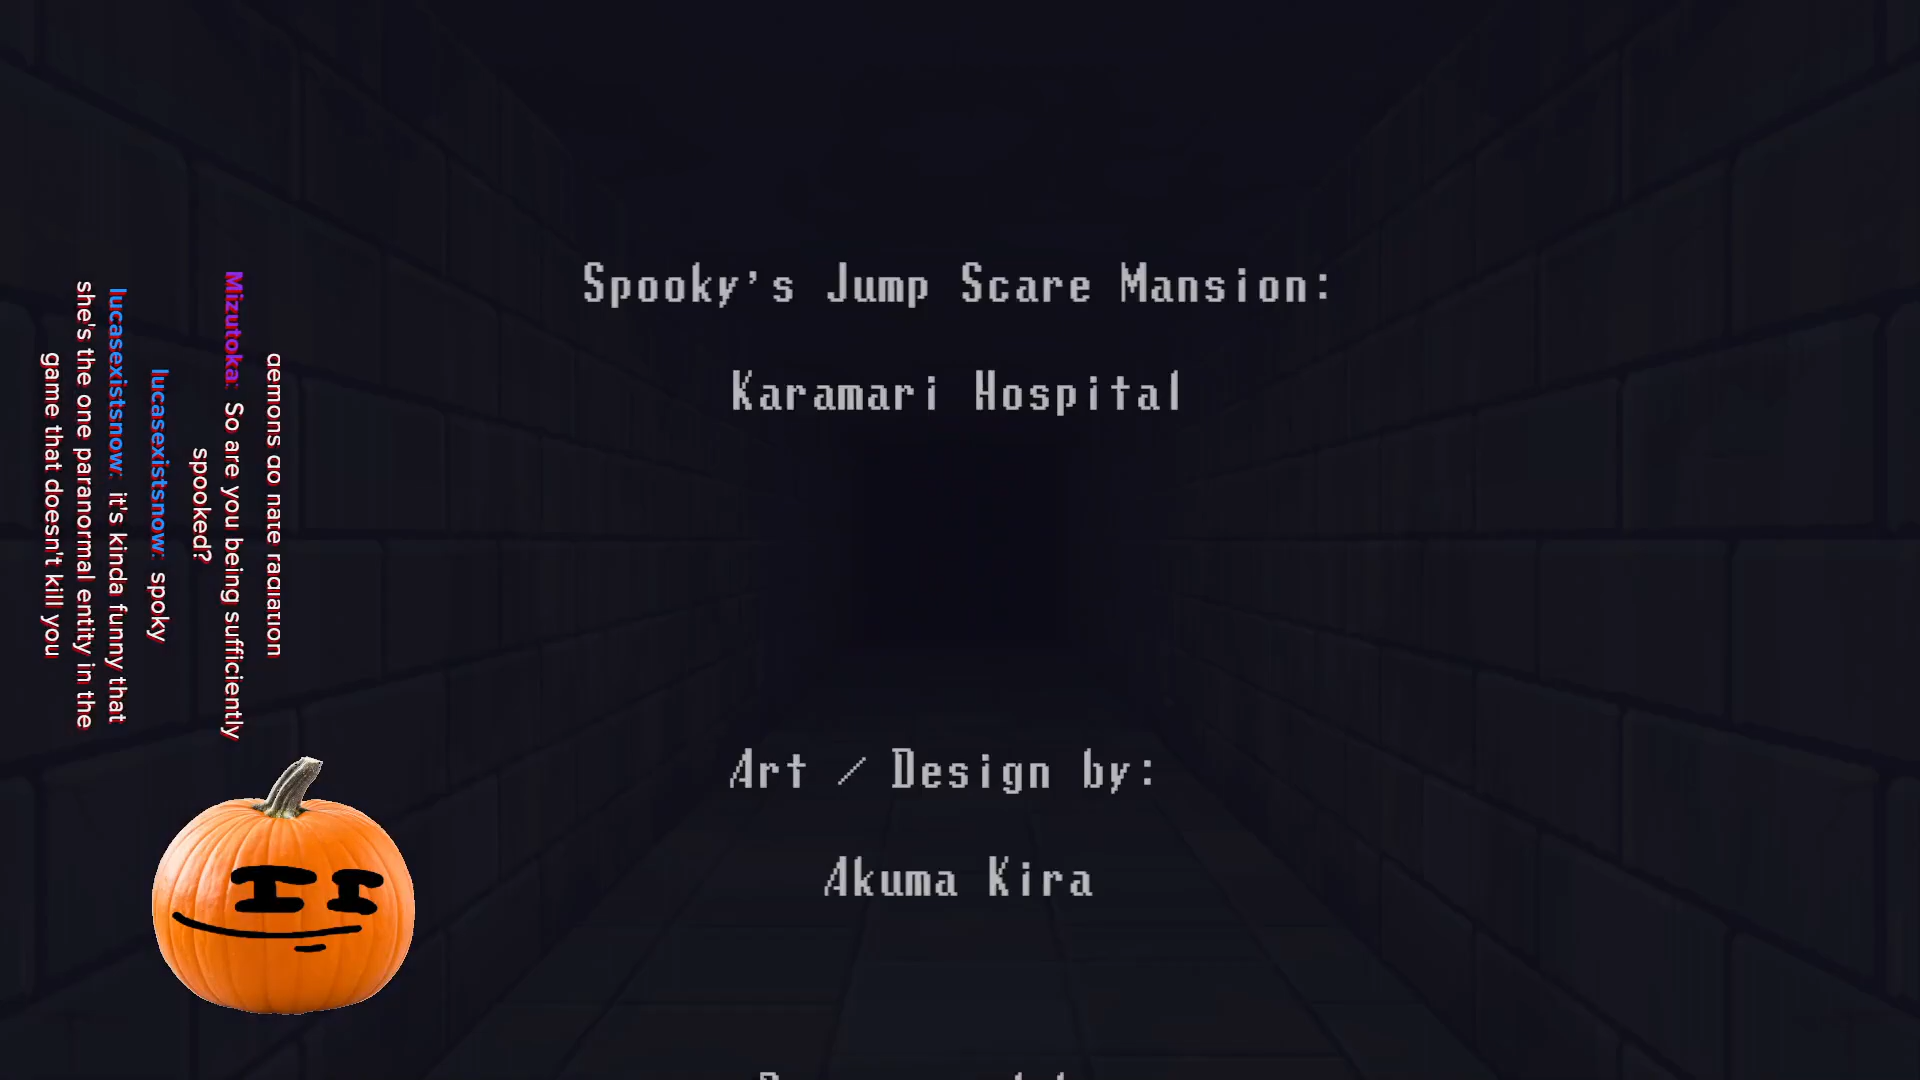 Spooky's Jump Scare Mansion:
Karamari Hospital
Art / Design by:
Akuma Kira
demons do hate radiation
Mizutoka: So are you being sufficiently
spooked?
lucasexistsnow: spoky
lucasexistsnow: it's kinda funny that
she's the one paranormal entity in the
game that doesn't kill you